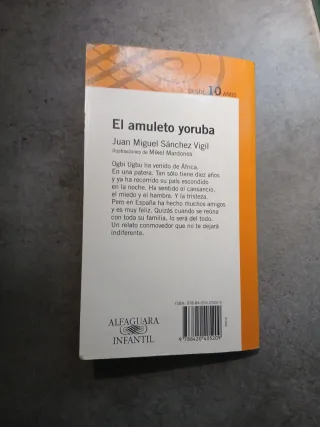 DESDE 10 AÑOS
El amuleto yoruba
Juan Miguel Sánchez Vigil
Ilustraciones de Mikel Mardones
Ogbi Ugbu ha venido de África.
En una patera. Tan sólo tiene diez años
y ya ha recorrido su país escondido
en la noche. Ha sentido el cansancio,
el miedo y el hambre. Y la tristeza.
Pero en España ha hecho muchos amigos
y es muy feliz. Quizás cuando se reúna
con toda su familia, lo será del todo.
Un relato conmovedor que no te dejará
indiferente.
ALFAGUARA
INFANTIL